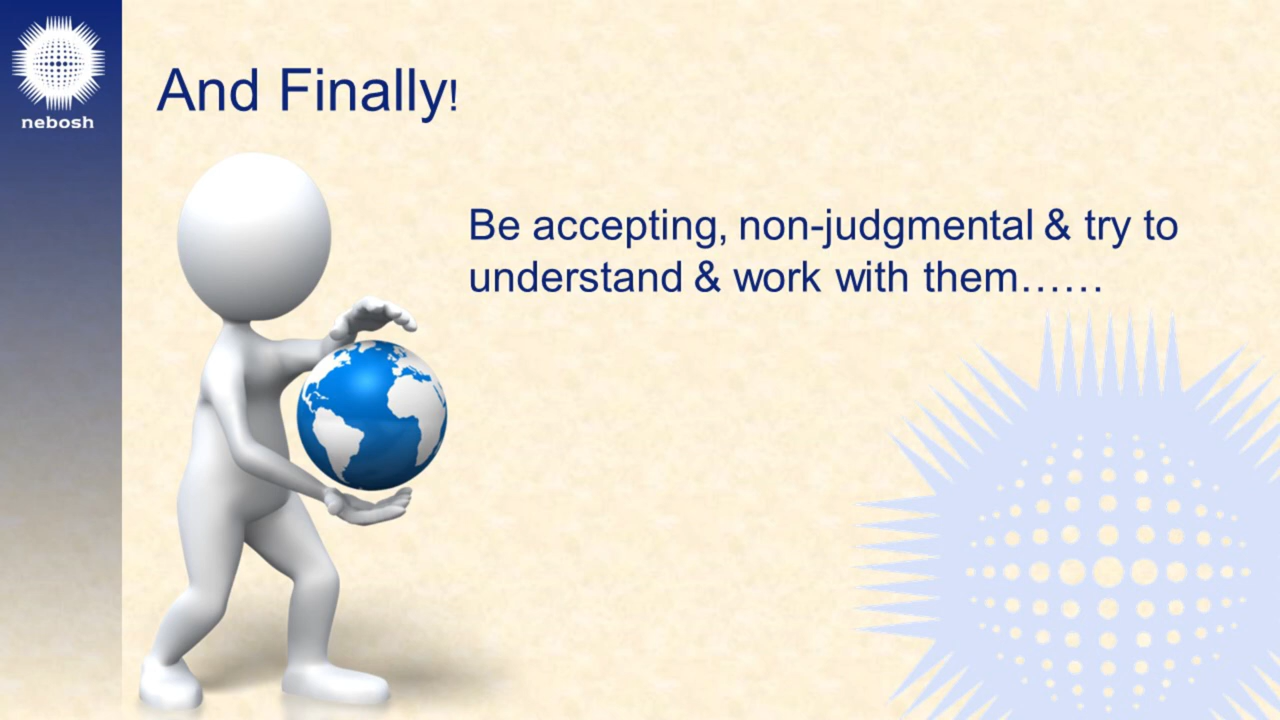 nebosh
And Finally!
Be accepting, non-judgmental & try to
understand & work with them……